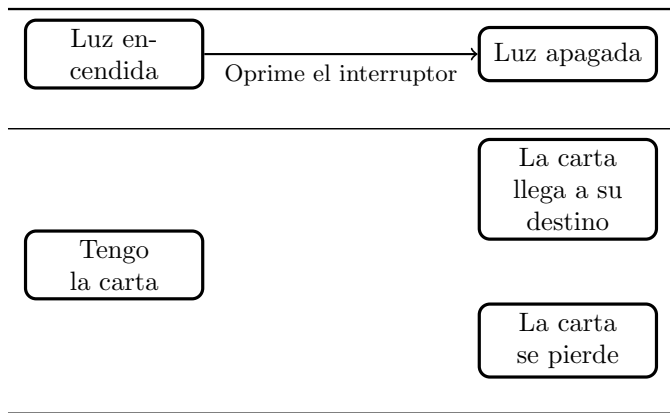 Luz en-
cendida
Oprime el interruptor
Luz apagada
La carta
llega a su
destino
Tengo
la carta
La carta
se pierde